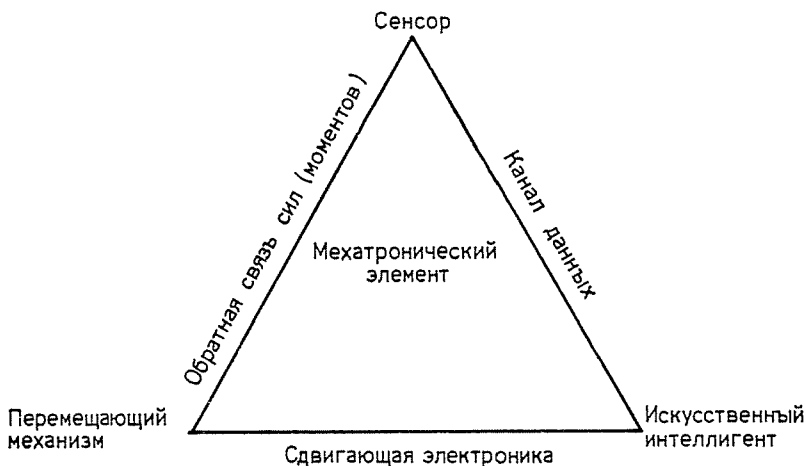 Сенсор
Обратная связь сил (моментов)
Канал данных
Мехатронический
элемент
Перемещающий
механизм
Искусственный
интеллигент
Сдвигающая электроника